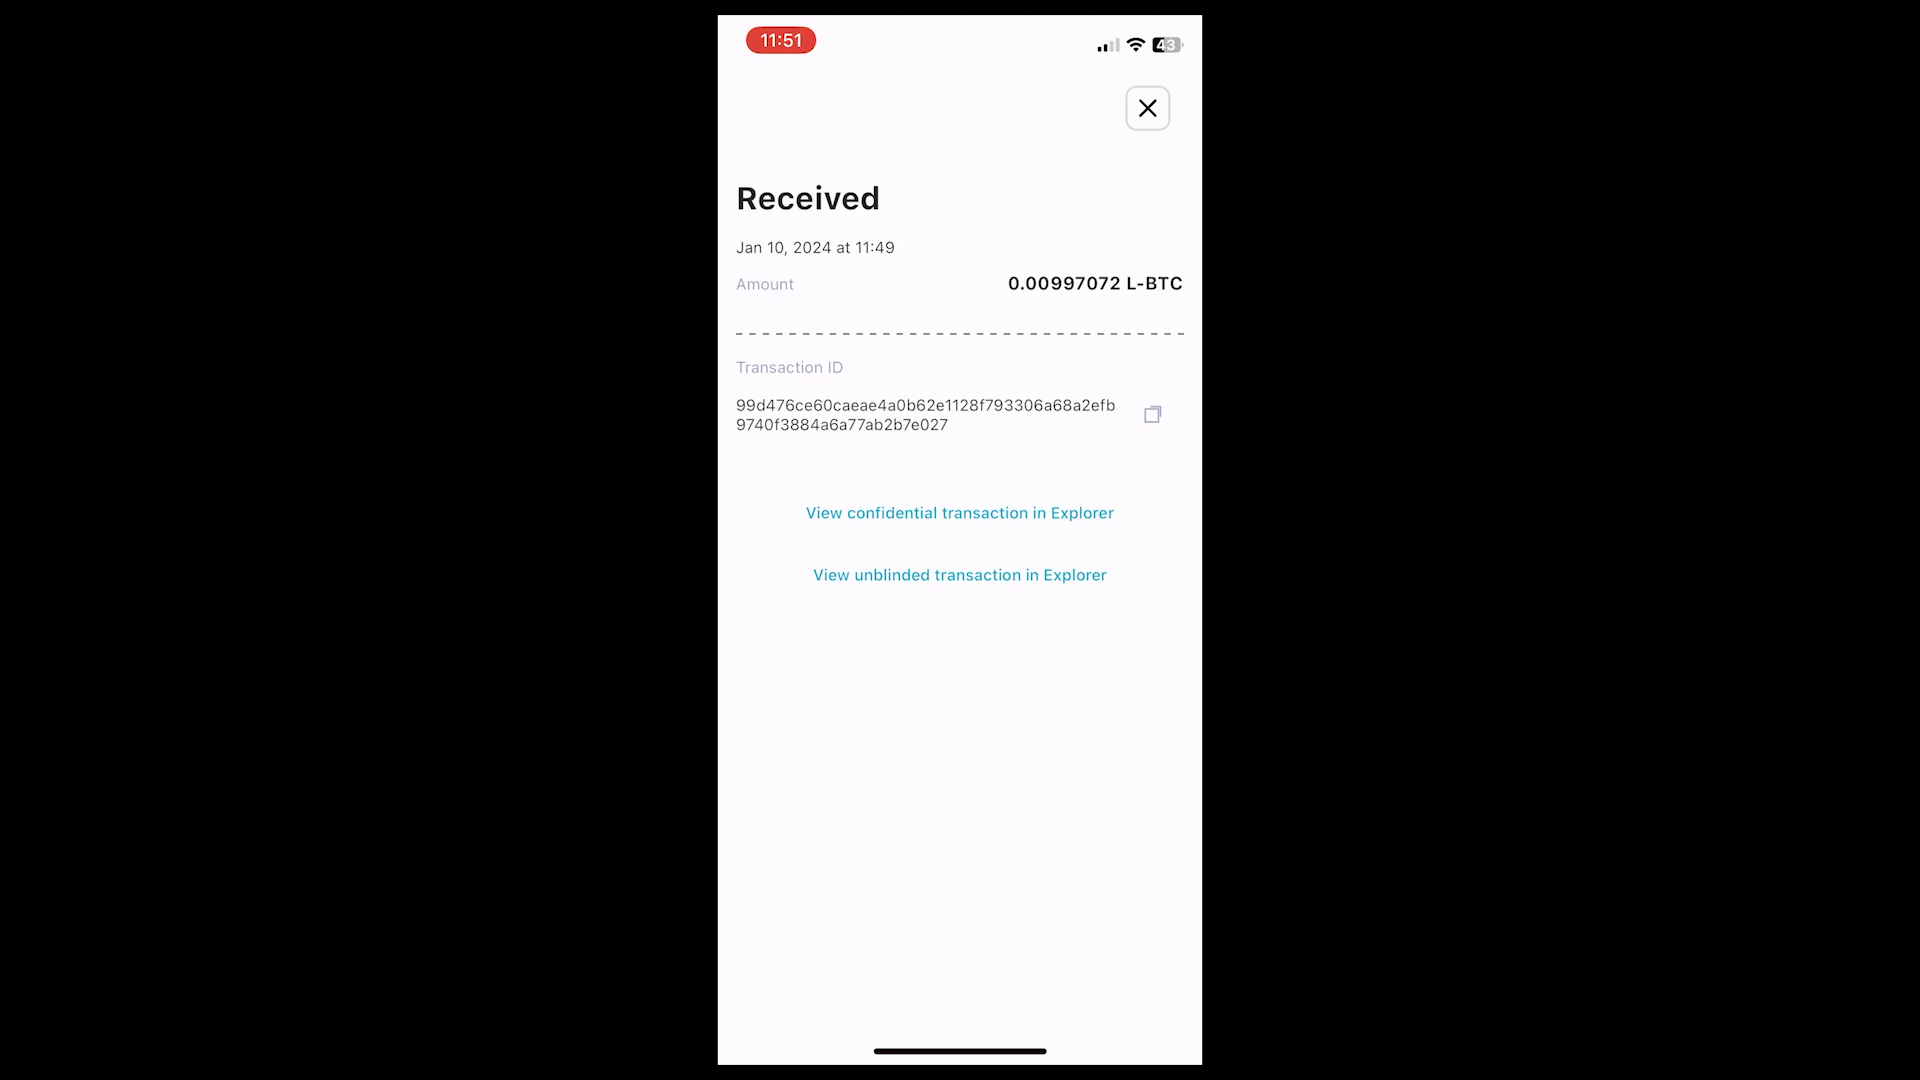 11:51
43
Received
Jan 10, 2024 at 11:49
Amount 0.00997072 L-BTC
Transaction ID
99d476ce60caeae4a0b62e1128f793306a68a2efb
9740f3884a6a77ab2b7e027
View confidential transaction in Explorer
View unblinded transaction in Explorer